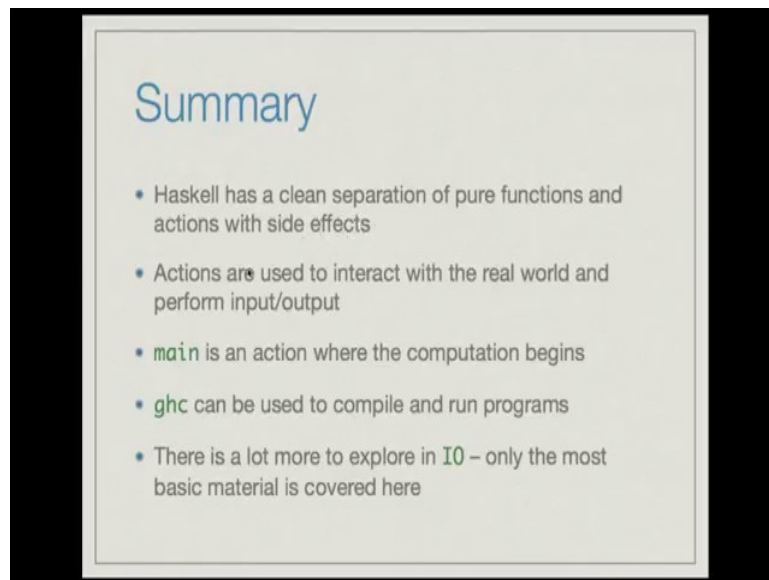 Summary
• Haskell has a clean separation of pure functions and
actions with side effects
• Actions are used to interact with the real world and
perform input/output
• main is an action where the computation begins
• ghc can be used to compile and run programs
• There is a lot more to explore in IO – only the most
basic material is covered here